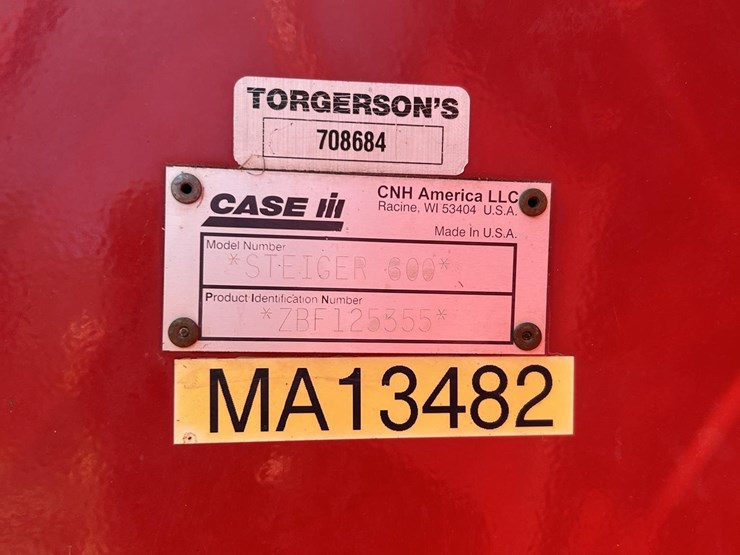 TORGERSON'S
708684
CASE IH
CNH America LLC
Racine, WI 53404 U.S.A.
Made in U.S.A.
Model Number
*STEIGER 600*
Product Identification Number
*ZBF125355*
MA13482